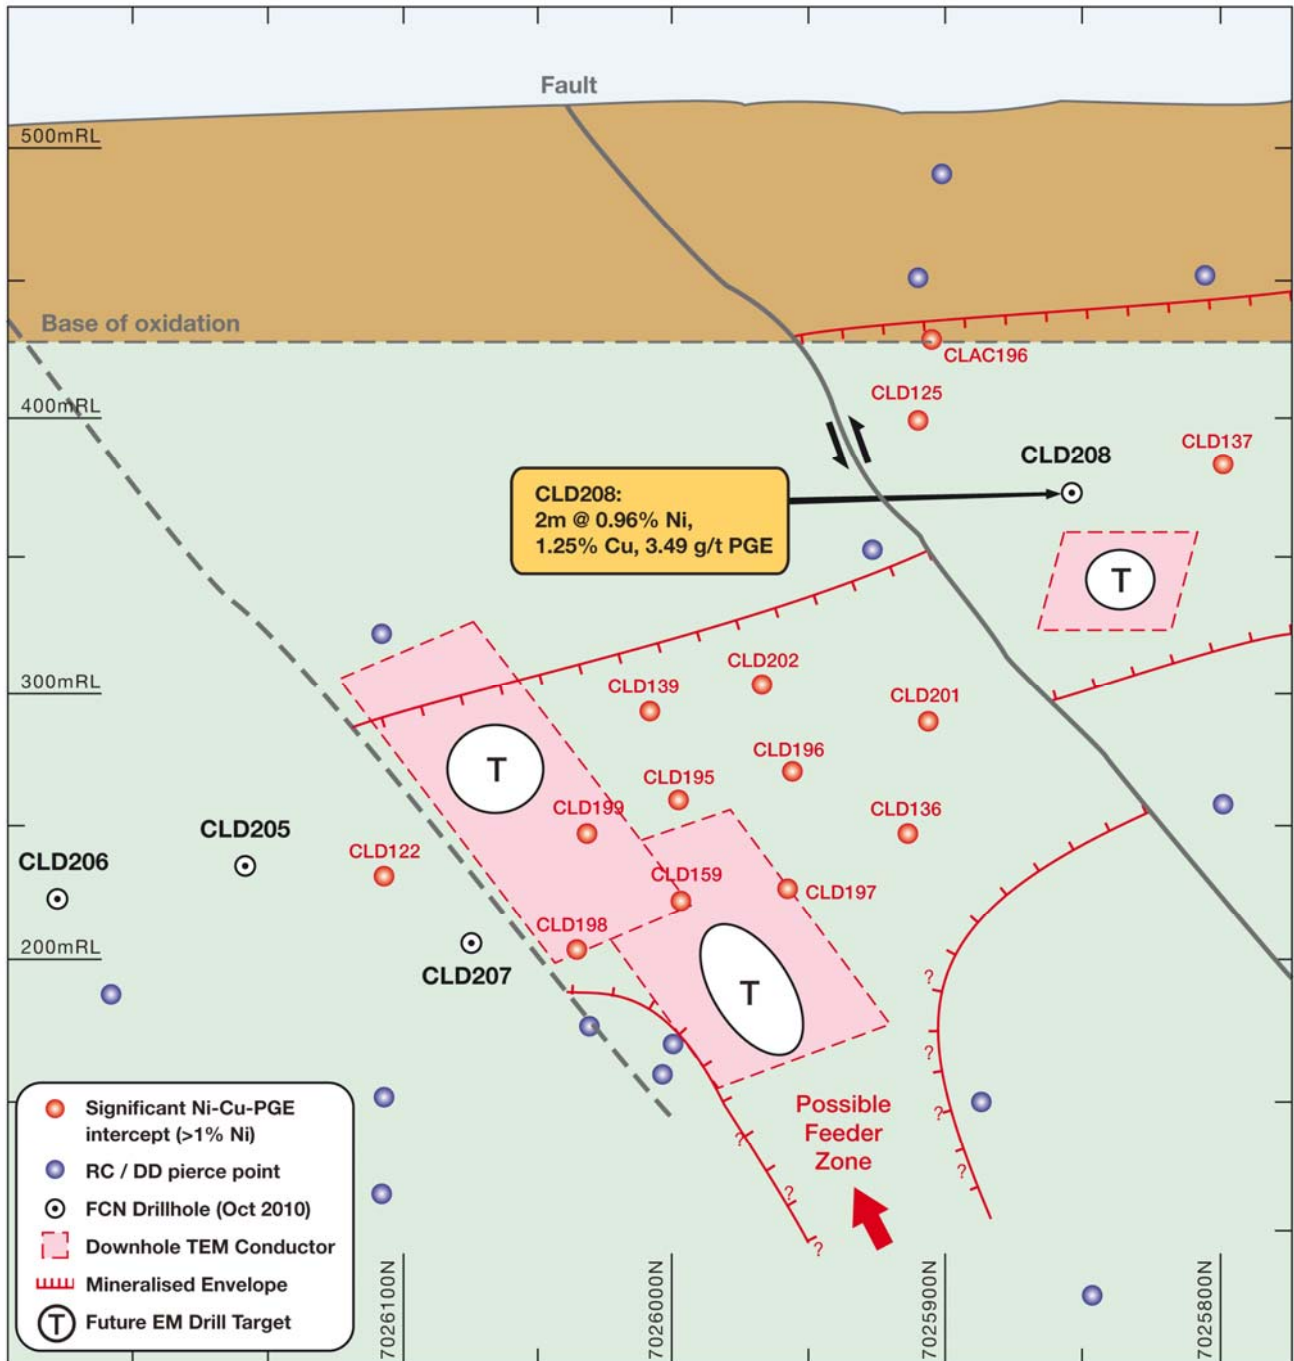 Fault
500mRL
Base of oxidation
CLAC196
400mRL
CLD125
CLD137
CLD208
CLD208:
2m @ 0.96% Ni,
1.25% Cu, 3.49 g/t PGE
T
CLD202
300mRL
CLD139
CLD201
CLD196
T
CLD195
CLD199
CLD136
CLD205
CLD206
CLD122
CLD159
CLD197
CLD198
200mRL
CLD207
T
?
?
?
?
?
?
?
Possible
Feeder
Zone
Significant Ni-Cu-PGE
intercept (>1% Ni)
RC / DD pierce point
FCN Drillhole (Oct 2010)
Downhole TEM Conductor
Mineralised Envelope
T
Future EM Drill Target
7026100N
7026000N
7025900N
7025800N